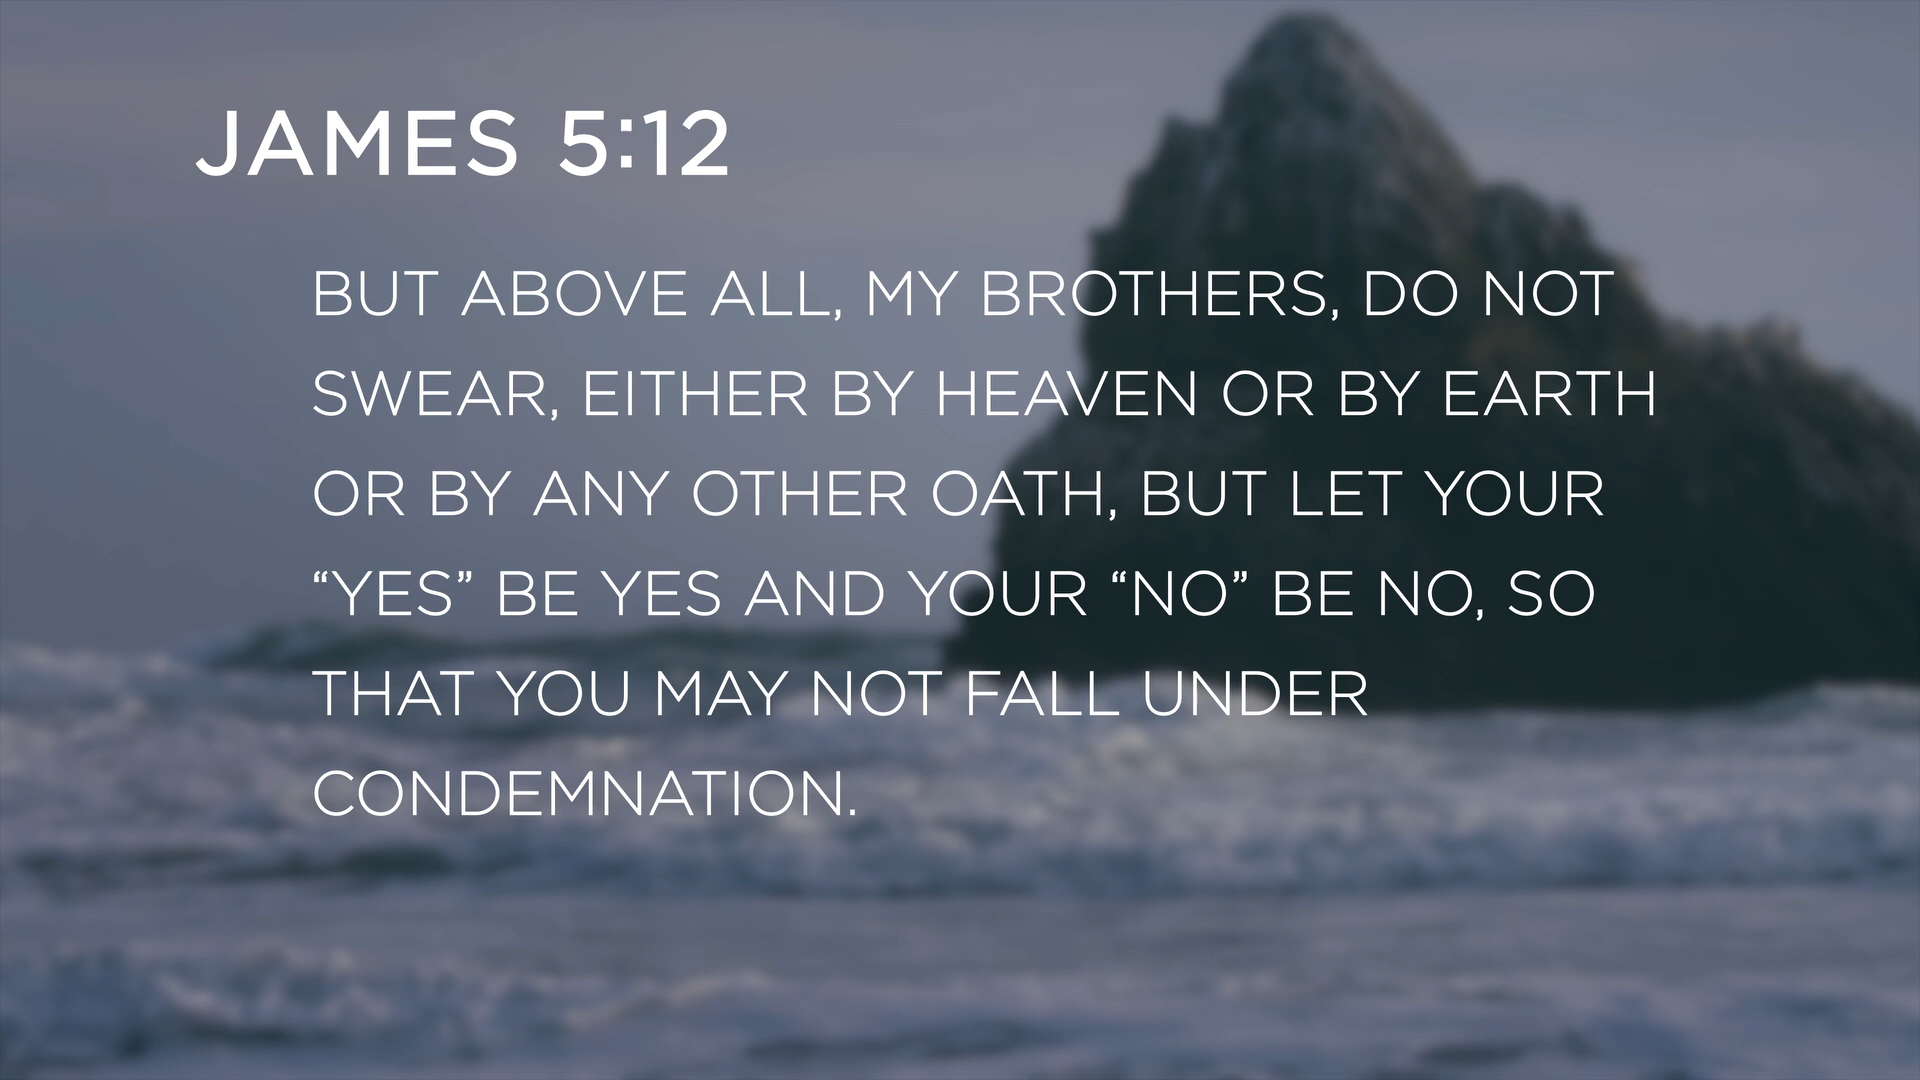 JAMES 5:12
BUT ABOVE ALL, MY BROTHERS, DO NOT
SWEAR, EITHER BY HEAVEN OR BY EARTH
OR BY ANY OTHER OATH, BUT LET YOUR
“YES” BE YES AND YOUR “NO” BE NO, SO
THAT YOU MAY NOT FALL UNDER
CONDEMNATION.